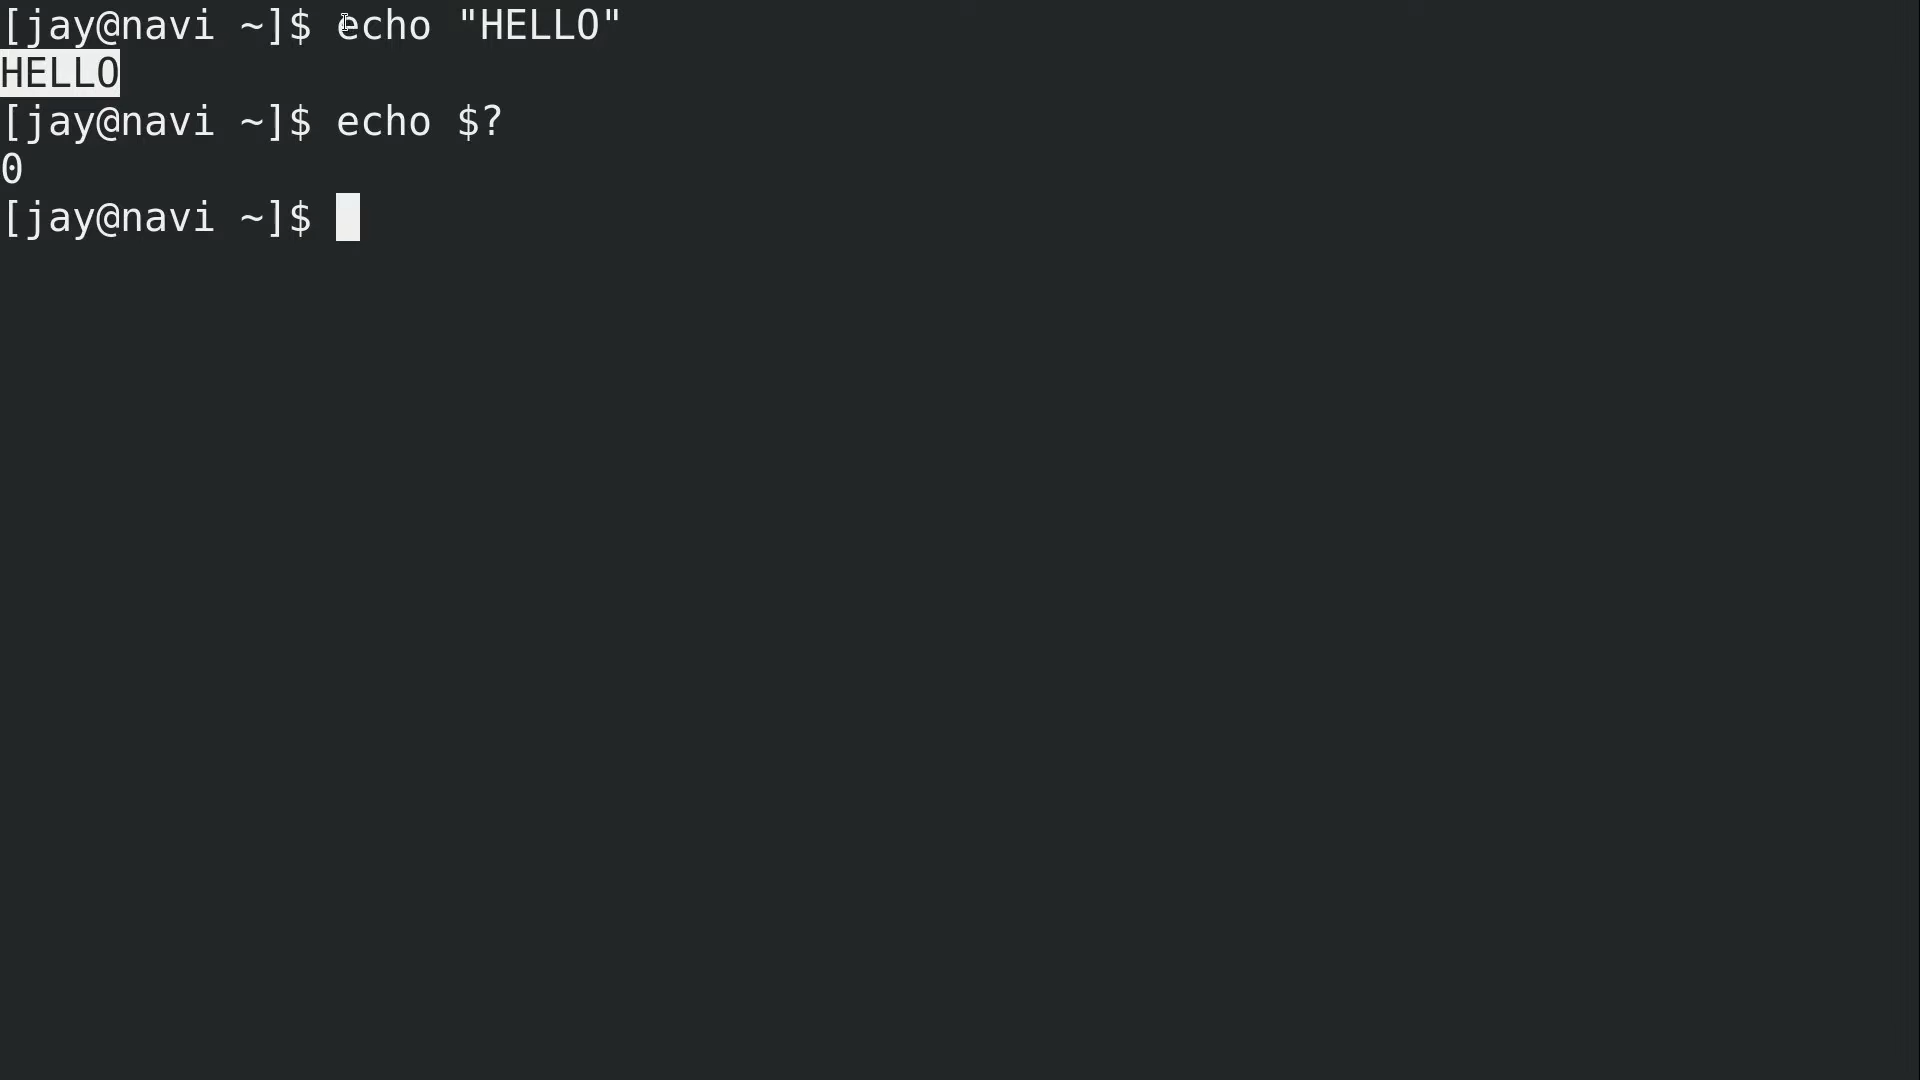 [jay@navi ~]$ echo "HELLO"
HELLO
[jay@navi ~]$ echo $?
0
[jay@navi ~]$